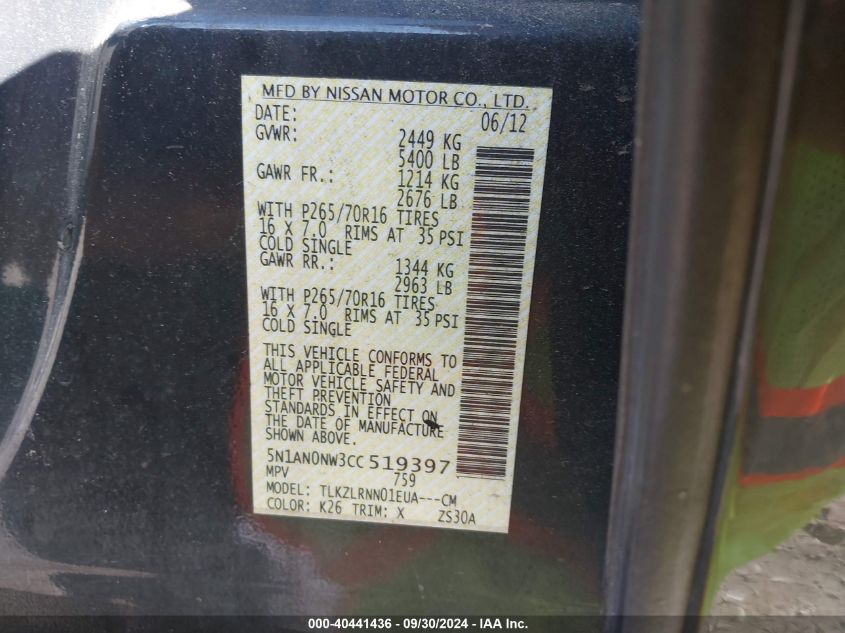 MFD BY NISSAN MOTOR CO., LTD.
DATE: 06/12
GVWR: 2449 KG
5400 LB
GAWR FR.: 1214 KG
2676 LB
WITH P265/70R16 TIRES
16 X 7.0 RIMS AT 35 PSI
COLD SINGLE
GAWR RR.: 1344 KG
2963 LB
WITH P265/70R16 TIRES
16 X 7.0 RIMS AT 35 PSI
COLD SINGLE
THIS VEHICLE CONFORMS TO
ALL APPLICABLE FEDERAL
MOTOR VEHICLE SAFETY AND
THEFT PREVENTION
STANDARDS IN EFFECT ON
THE DATE OF MANUFACTURE
SHOWN ABOVE.
5N1AN0NW3CC 519397
MPV 759
MODEL: TLKZLRNN01EUA---CM
COLOR: K26 TRIM: X ZS30A
000-40441436 - 09/30/2024 - IAA Inc.